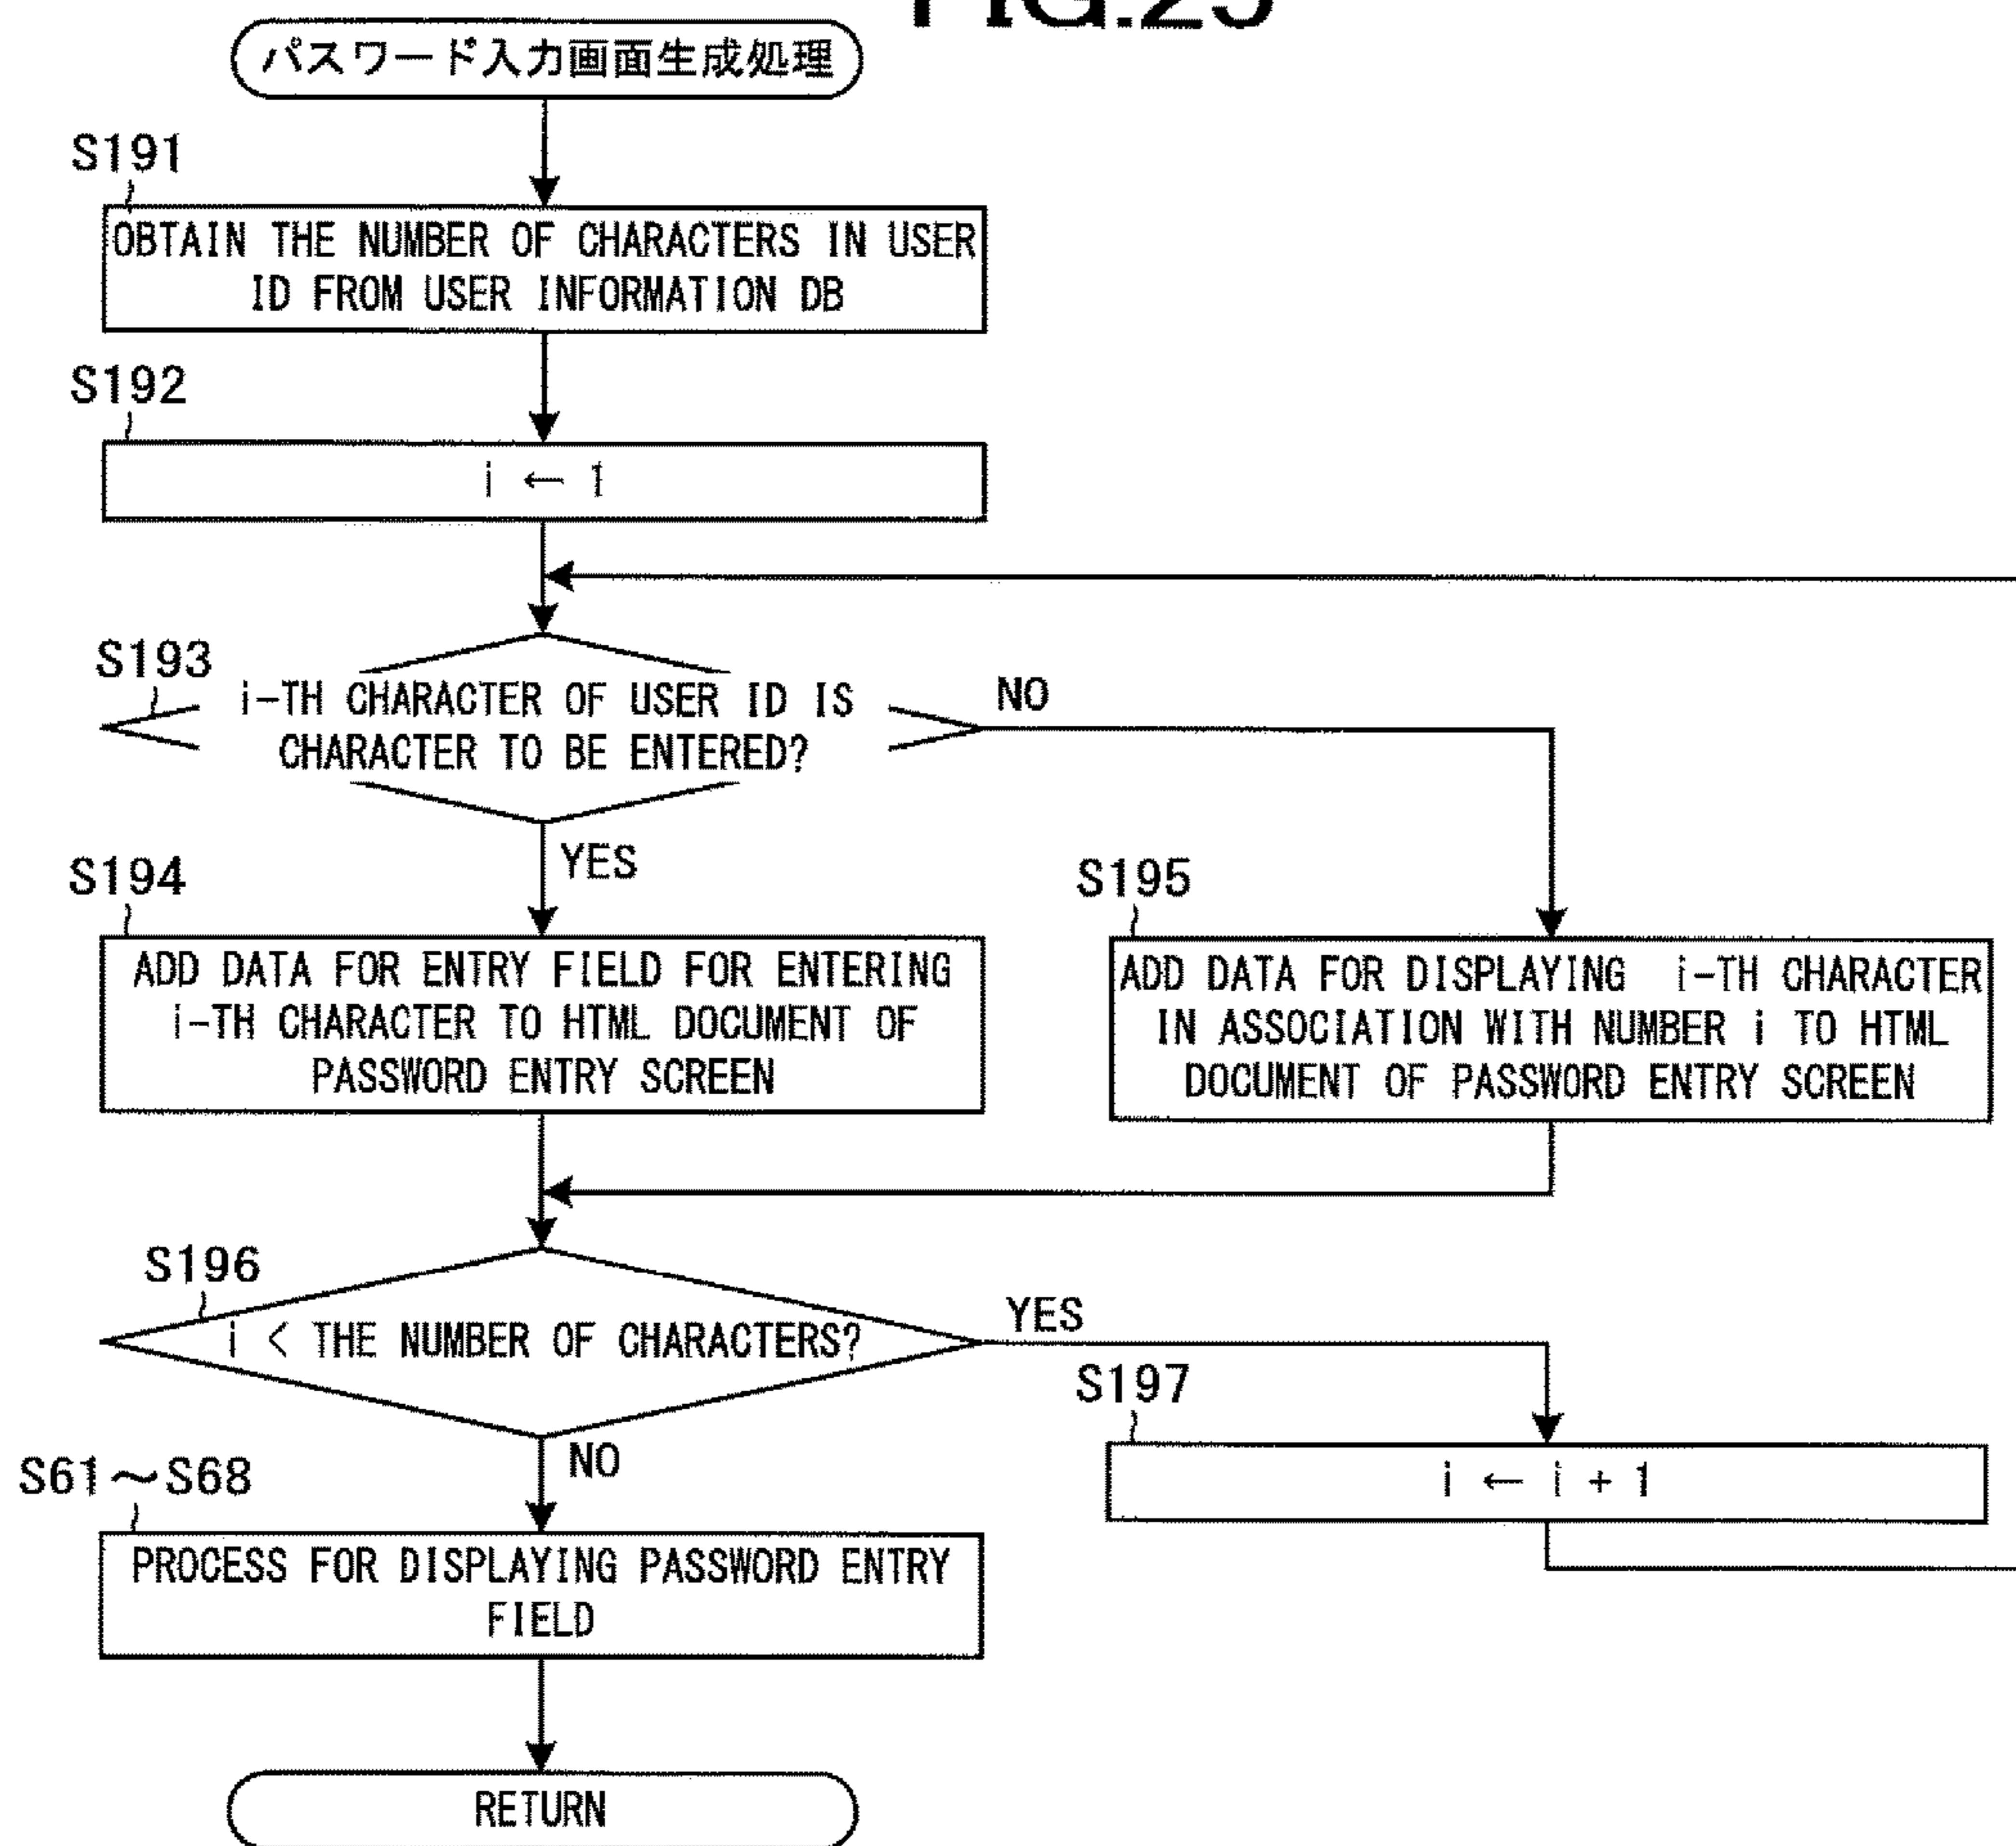 パスワード入力画面生成処理
S191
OBTAIN THE NUMBER OF CHARACTERS IN USER
ID FROM USER INFORMATION DB
S192
i ← 1
S193
i-TH CHARACTER OF USER ID IS
CHARACTER TO BE ENTERED?
NO
YES
S194
ADD DATA FOR ENTRY FIELD FOR ENTERING
i-TH CHARACTER TO HTML DOCUMENT OF
PASSWORD ENTRY SCREEN
S195
ADD DATA FOR DISPLAYING i-TH CHARACTER
IN ASSOCIATION WITH NUMBER i TO HTML
DOCUMENT OF PASSWORD ENTRY SCREEN
S196
i < THE NUMBER OF CHARACTERS?
YES
NO
S197
i ← i + 1
S61～S68
PROCESS FOR DISPLAYING PASSWORD ENTRY
FIELD
RETURN